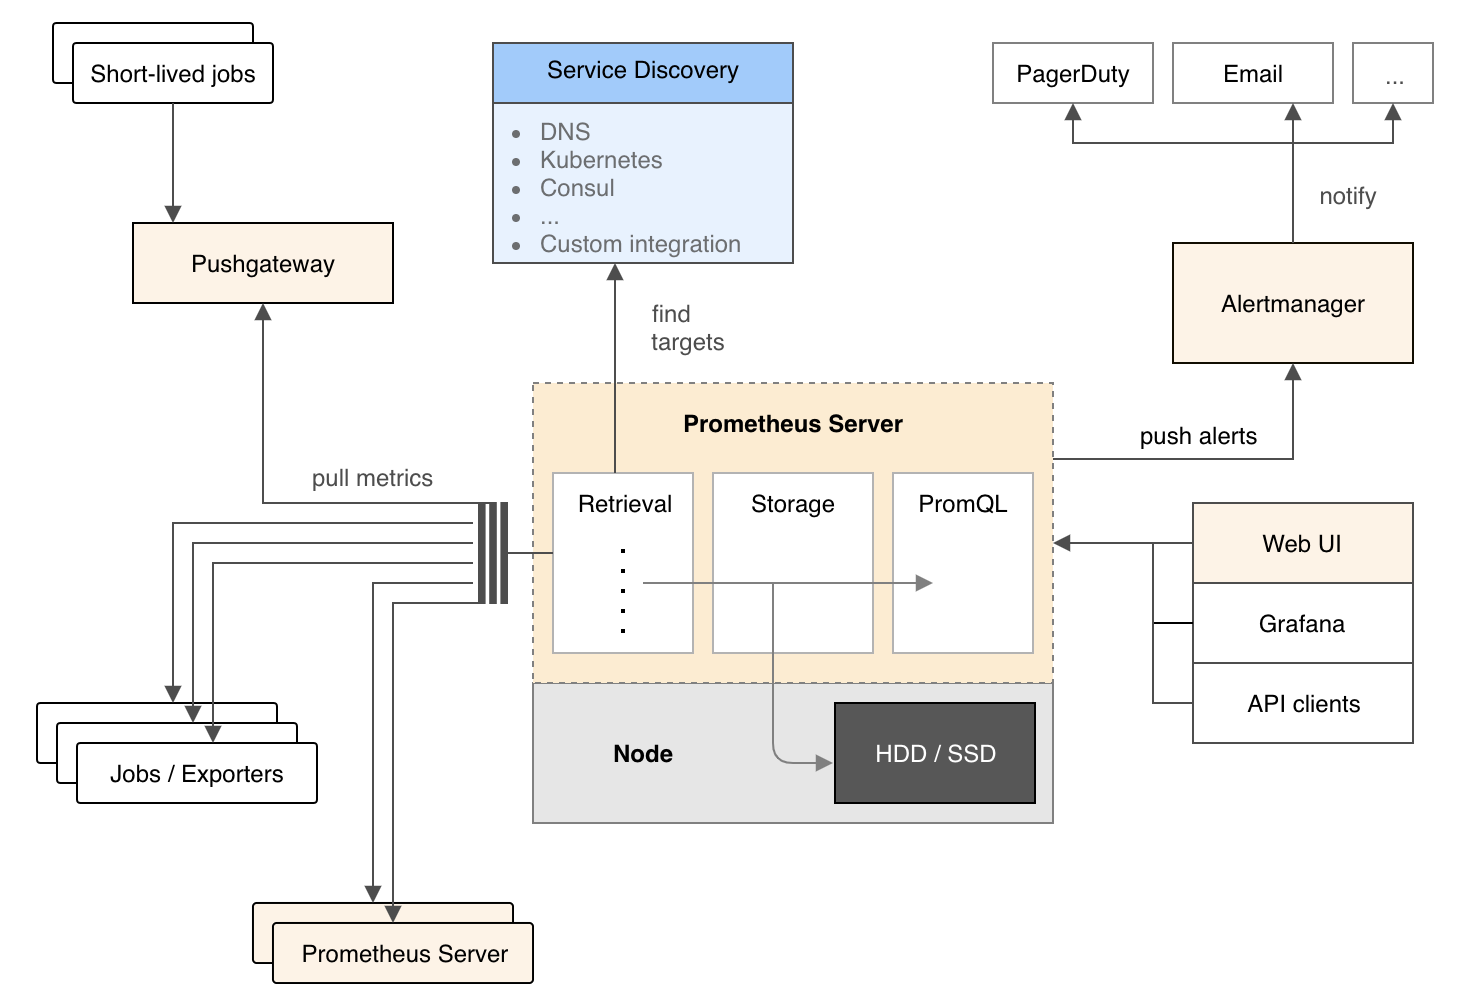 Short-lived jobs
Service Discovery
PagerDuty
Email
...
DNS
Kubernetes
Consul
...
Custom integration
notify
Pushgateway
Alertmanager
find
targets
Prometheus Server
push alerts
pull metrics
Retrieval
Storage
PromQL
Web UI
Grafana
API clients
Node
HDD / SSD
Jobs / Exporters
Prometheus Server